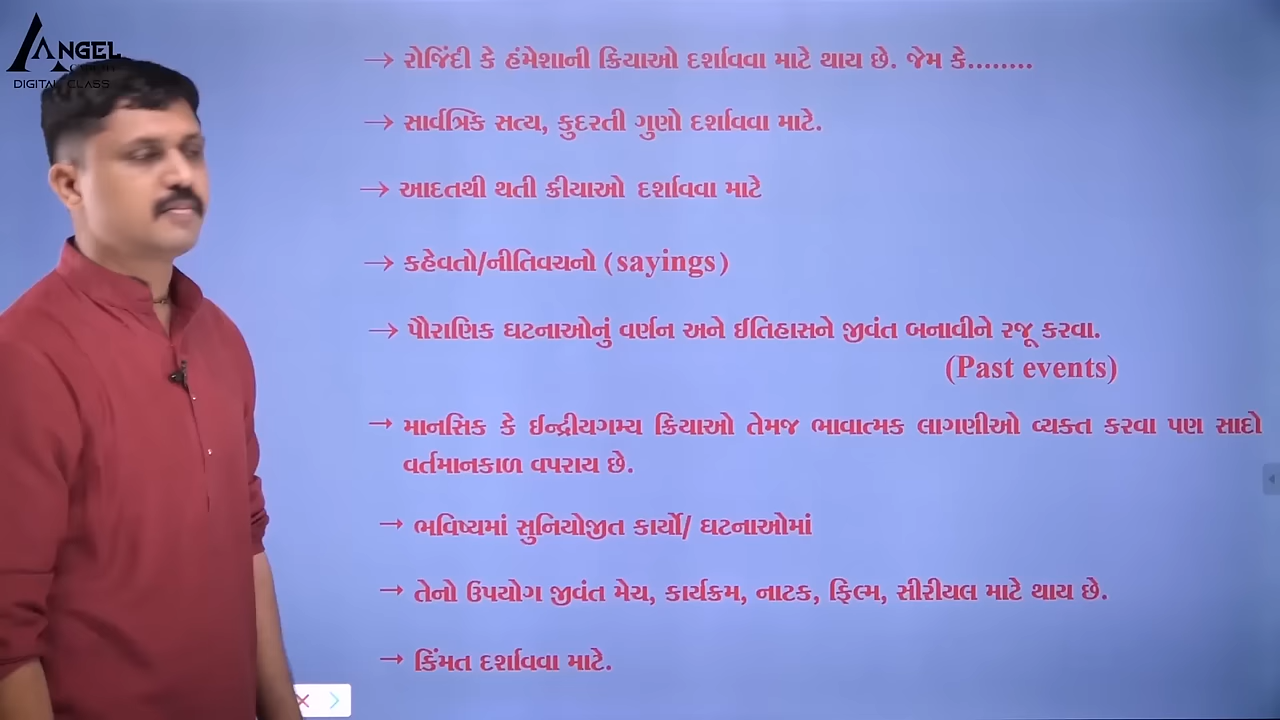 ANGEL
DIGITAL CLASS
→ રોજિંદી કે હંમેશાની ક્રિયાઓ દર્શાવવા માટે થાય છે. જેમ કે........
→ સાર્વત્રિક સત્ય, કુદરતી ગુણો દર્શાવવા માટે.
→ આદતથી થતી ક્રીયાઓ દર્શાવવા માટે
→ કહેવતો/નીતિવચનો (sayings)
→ પૌરાણિક ઘટનાઓનું વર્ણન અને ઈતિહાસને જીવંત બનાવીને રજૂ કરવા.
(Past events)
→ માનસિક કે ઈન્દ્રીયગમ્ય ક્રિયાઓ તેમજ ભાવાત્મક લાગણીઓ વ્યક્ત કરવા પણ સાદો
વર્તમાનકાળ વપરાય છે.
→ ભવિષ્યમાં સુનિયોજીત કાર્યો/ ઘટનાઓમાં
→ તેનો ઉપયોગ જીવંત મેચ, કાર્યક્રમ, નાટક, ફિલ્મ, સીરીયલ માટે થાય છે.
→ કિંમત દર્શાવવા માટે.